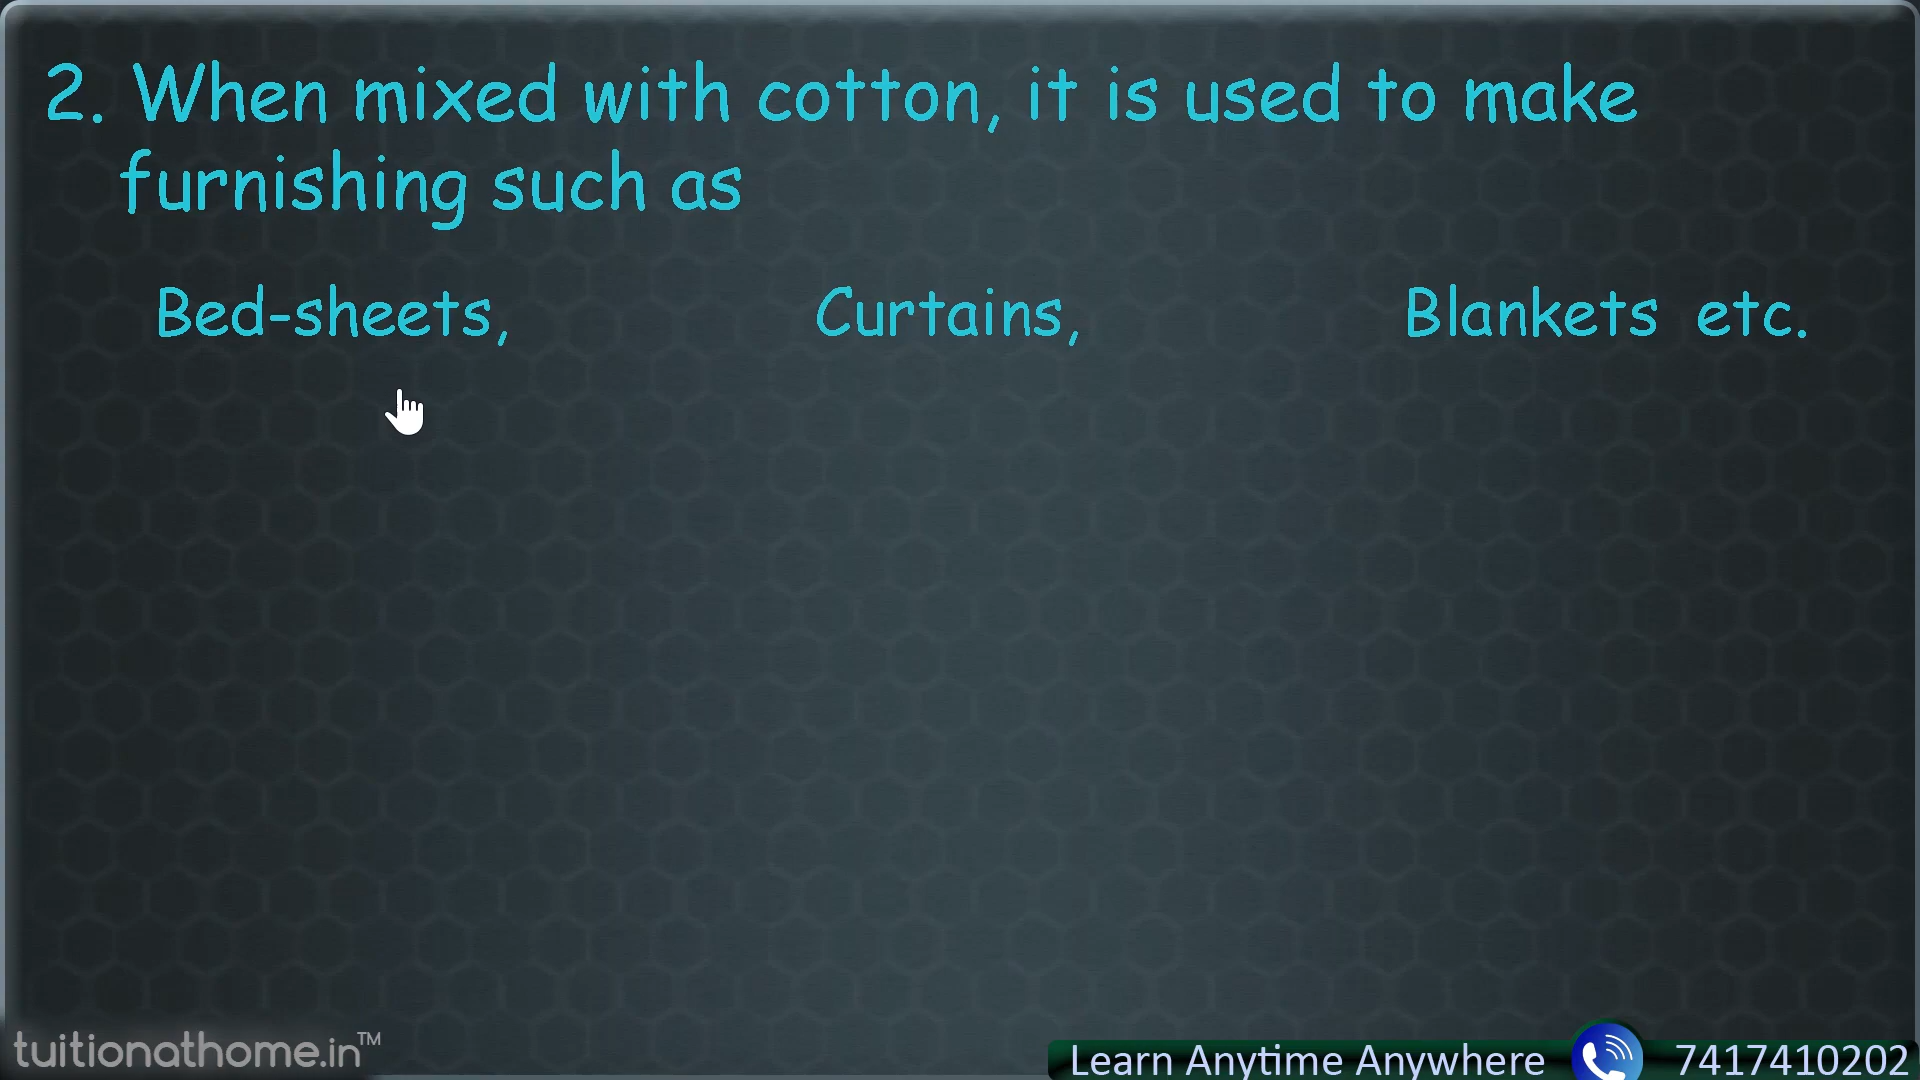 2. When mixed with cotton, it is used to make
furnishing such as
Bed-sheets, Curtains, Blankets etc.
tuitionathome.in™
Learn Anytime Anywhere 7417410202